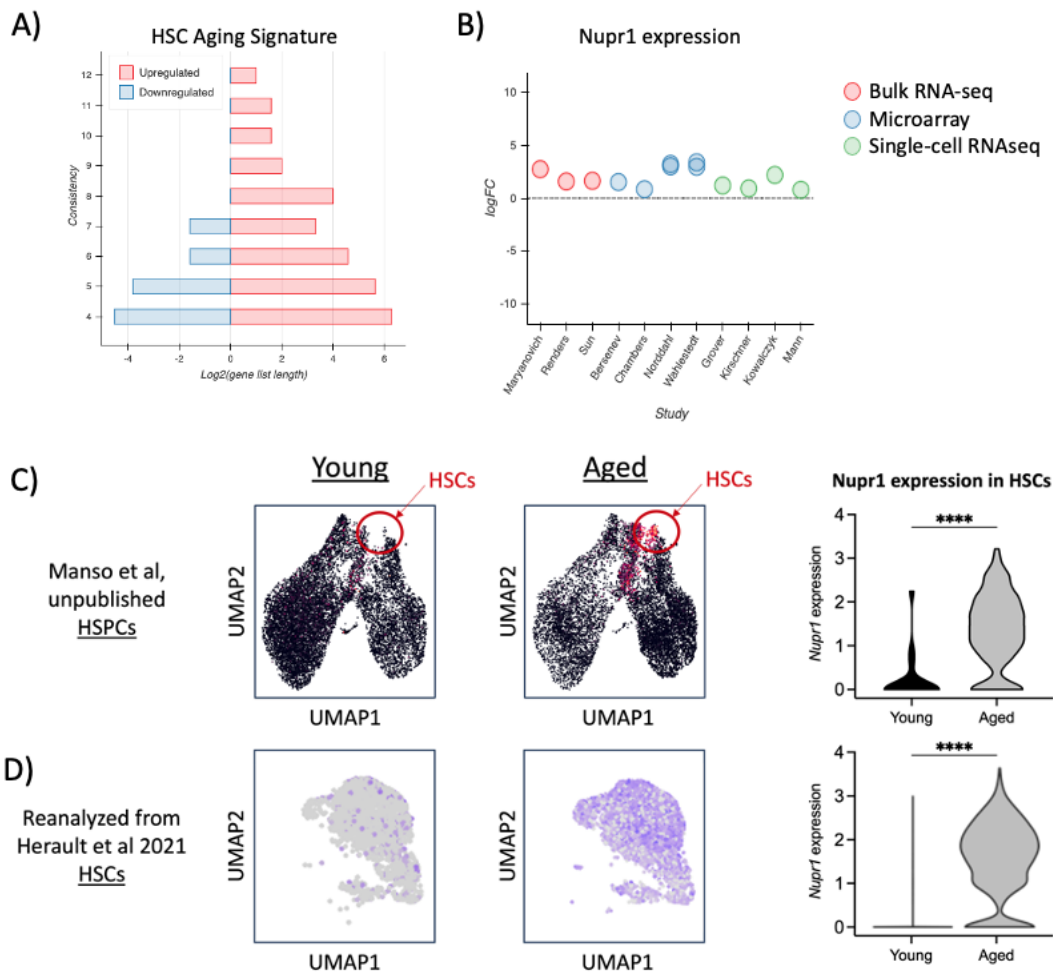 A)
HSC Aging Signature
Upregulated
Downregulated
12
11
10
9
8
7
6
5
4
Consistency
-4
-2
0
2
4
6
Log2(gene list length)
B)
Nupr1 expression
10
5
0
-5
-10
logFC
Maryanovich
Renders
Sun
Bersenev
Chambers
Norddahl
Wahlestedt
Grover
Kirschner
Kowalczyk
Mann
Study
Bulk RNA-seq
Microarray
Single-cell RNAseq
C)
Young
Aged
HSCs
HSCs
Nupr1 expression in HSCs
Manso et al,
unpublished
HSPCs
UMAP2
UMAP1
UMAP2
UMAP1
4
3
2
1
0
Nupr1 expression
****
Young
Aged
D)
Reanalyzed from
Herault et al 2021
HSCs
UMAP2
UMAP1
UMAP2
UMAP1
4
3
2
1
0
Nupr1 expression
****
Young
Aged